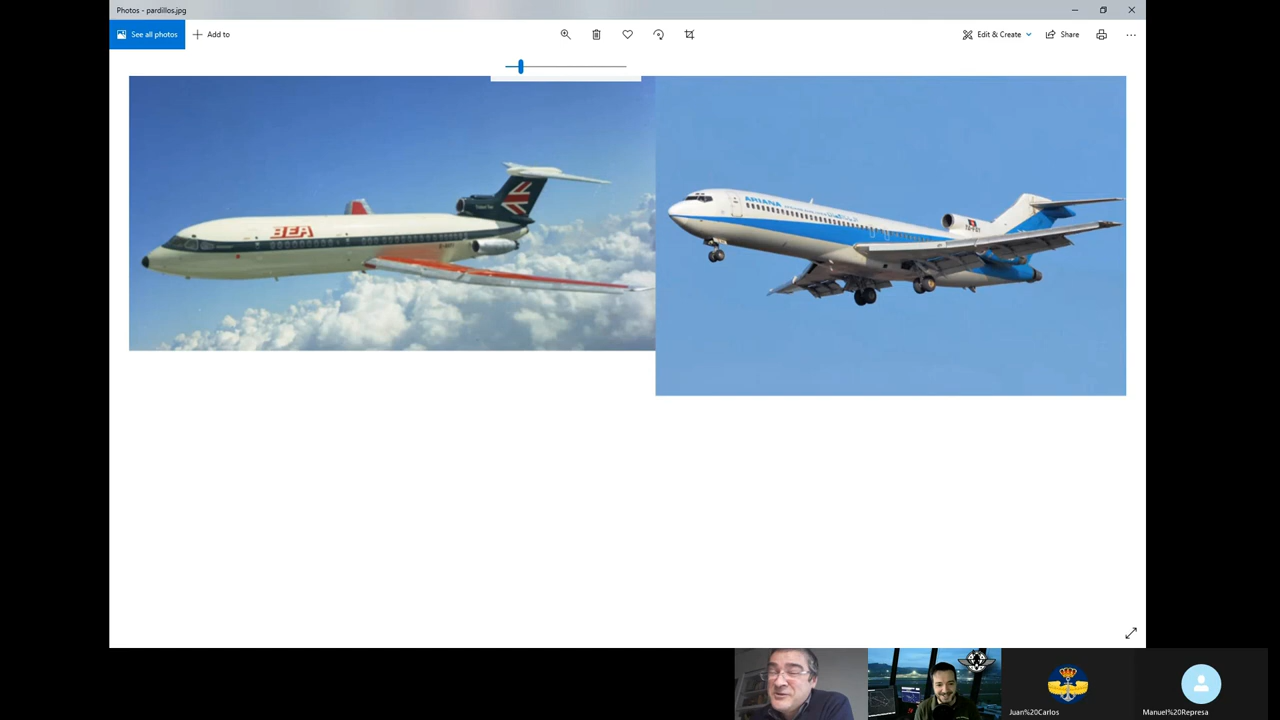 Photos - pardillos.jpg
See all photos
Add to
Edit & Create
Share
BEA
ARIANA
Juan%20Carlos
Manuel%20Represa